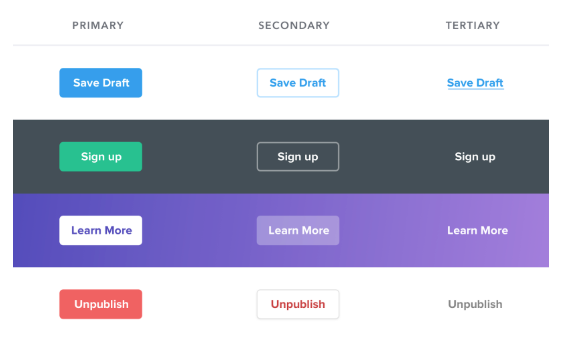 PRIMARY SECONDARY TERTIARY
Save Draft Save Draft Save Draft
Sign up Sign up Sign up
Learn More Learn More Learn More
Unpublish Unpublish Unpublish